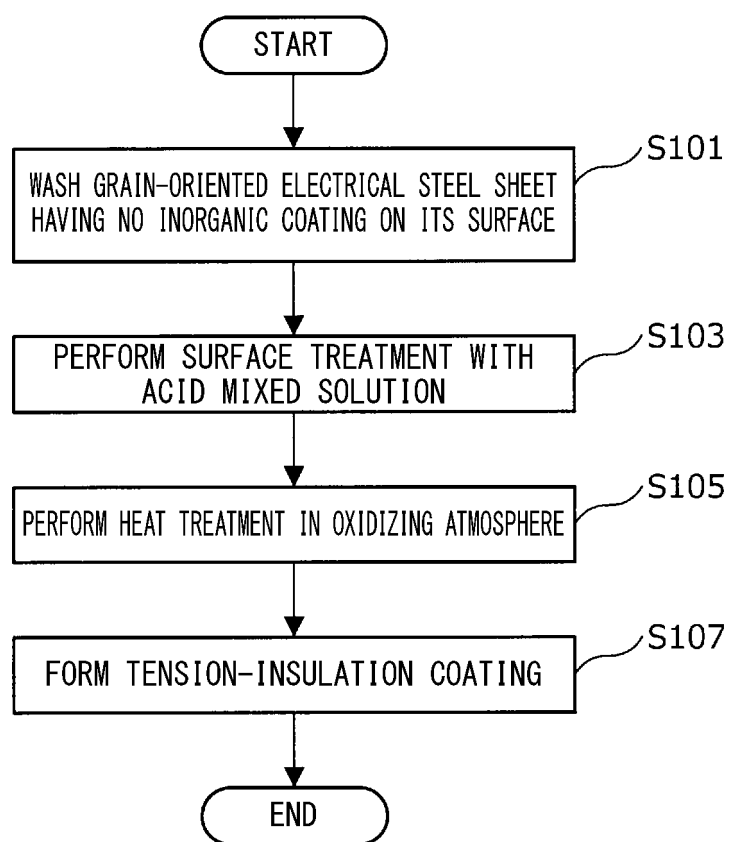 START
S101
WASH GRAIN-ORIENTED ELECTRICAL STEEL SHEET
HAVING NO INORGANIC COATING ON ITS SURFACE
S103
PERFORM SURFACE TREATMENT WITH
ACID MIXED SOLUTION
S105
PERFORM HEAT TREATMENT IN OXIDIZING ATMOSPHERE
S107
FORM TENSION-INSULATION COATING
END